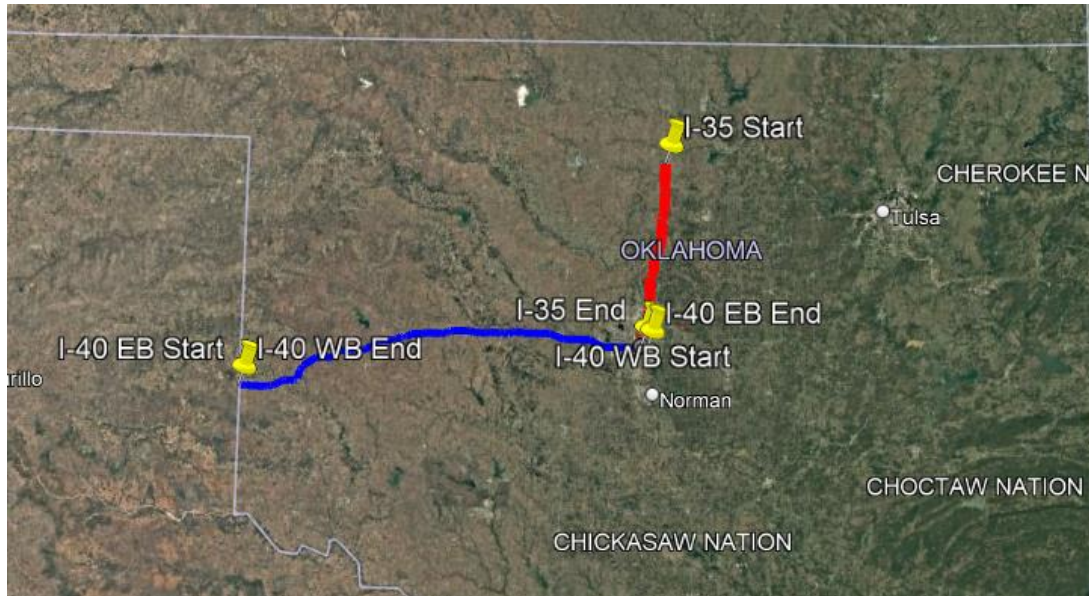 I-35 Start
CHEROKEE N
Tulsa
OKLAHOMA
I-35 End
I-40 EB End
I-40 EB Start
I-40 WB End
I-40 WB Start
rillo
Norman
CHOCTAW NATION
CHICKASAW NATION